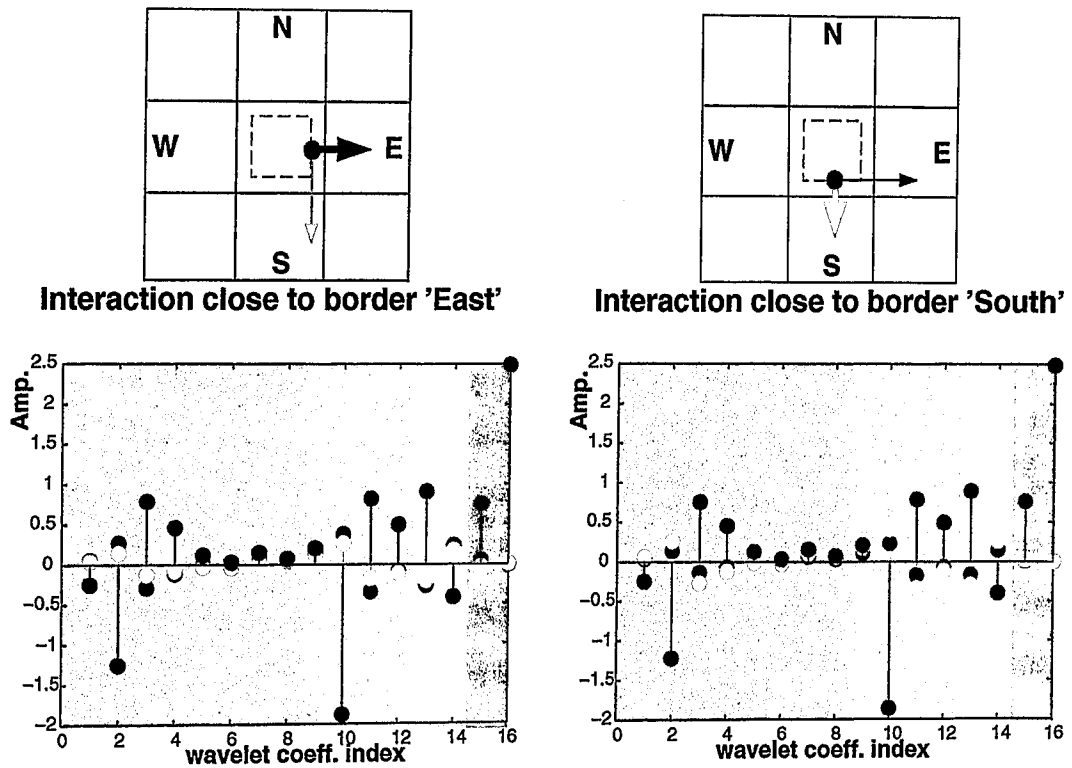 N
W
E
S
Interaction close to border 'East'
N
W
E
S
Interaction close to border 'South'
Amp.
2.5
2
1.5
1
0.5
0
−0.5
−1
−1.5
−2
0 2 4 6 8 10 12 14 16
wavelet coeff. index
Amp.
2.5
2
1.5
1
0.5
0
−0.5
−1
−1.5
−2
0 2 4 6 8 10 12 14 16
wavelet coeff. index